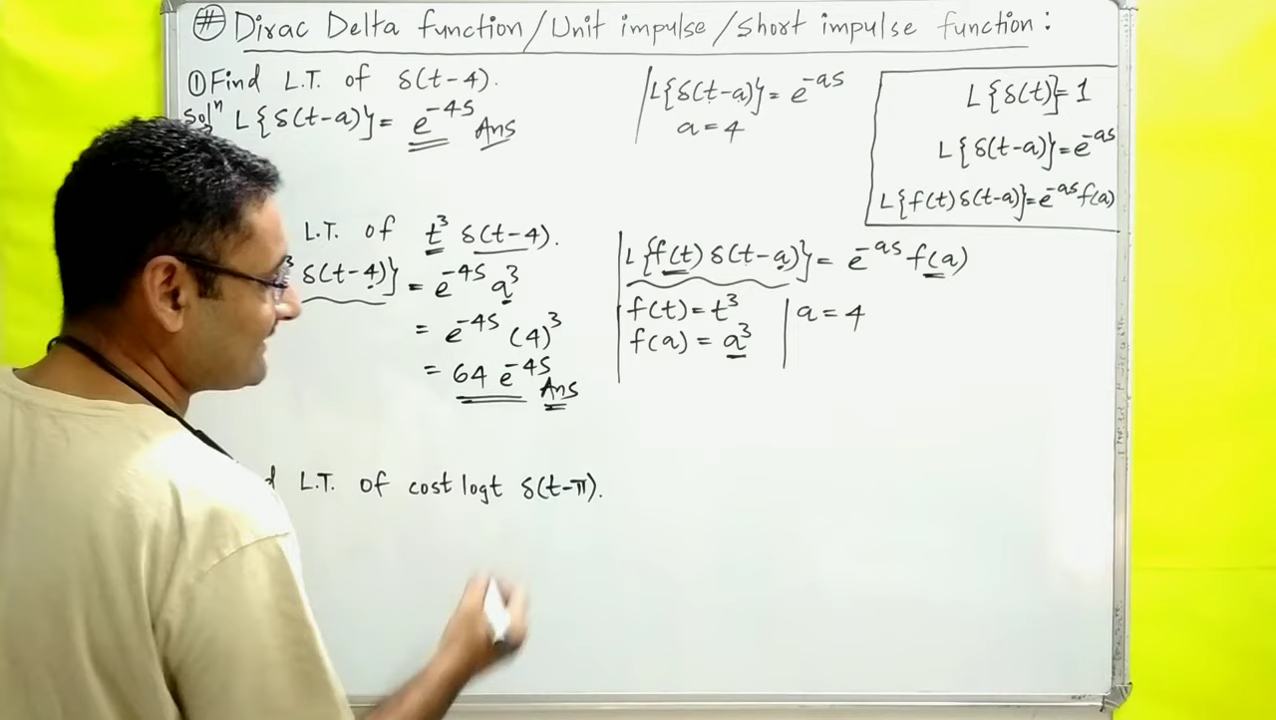 # Dirac Delta function/Unit impulse/Short impulse function:
① Find L.T. of δ(t-4).
Solⁿ L{δ(t-a)} = e^-4s Ans
L{δ(t-a)} = e^-as
a = 4
L{δ(t)} = 1
L{δ(t-a)} = e^-as
L{f(t) δ(t-a)} = e^-as f(a)
L.T. of t³ δ(t-4).
³ δ(t-4)} = e^-4s a³
= e^-4s (4)³
= 64 e^-4s Ans
L{f(t) δ(t-a)} = e^-as f(a)
f(t) = t³
a = 4
f(a) = a³
L.T. of cost logt δ(t-π).